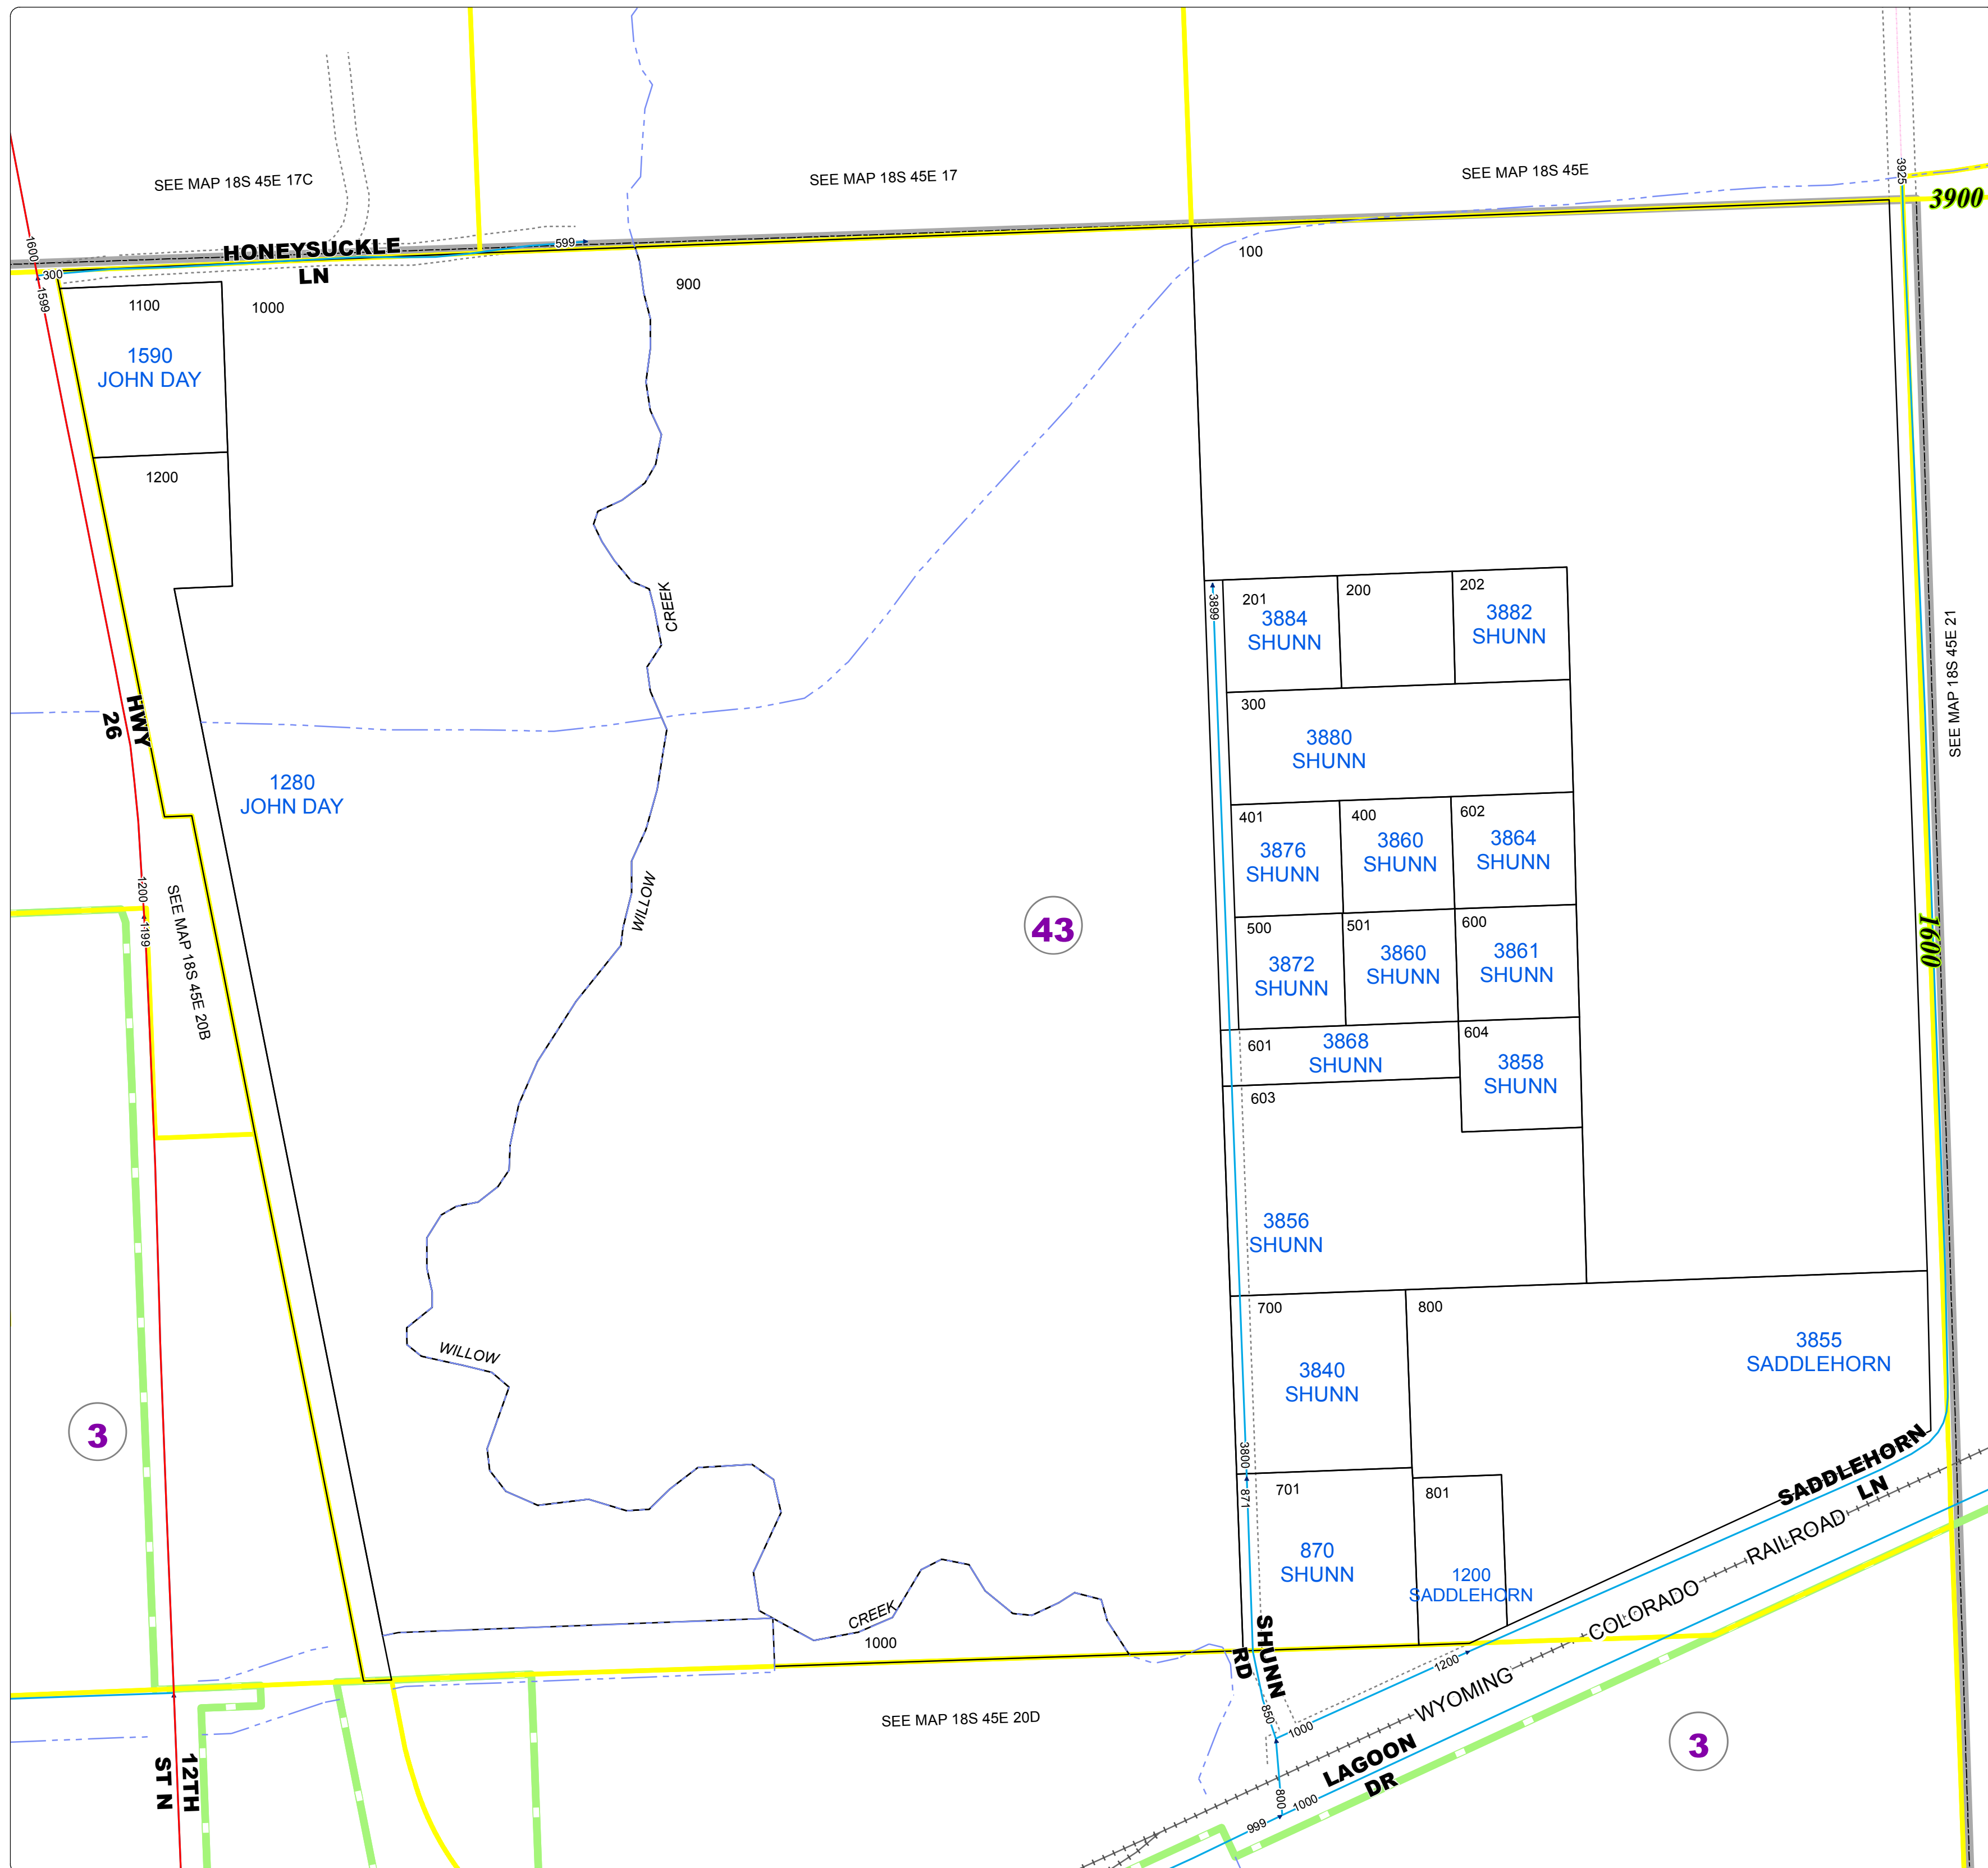 SEE MAP 18S 45E 17C
SEE MAP 18S 45E 17
SEE MAP 18S 45E
3925
3900
1600
HONEYSUCKLE
LN
599
300
1599
1100
1000
900
100
1590
JOHN DAY
1200
CREEK
3899
201
3884
SHUNN
200
202
3882
SHUNN
SEE MAP 18S 45E 21
HWY
26
300
3880
SHUNN
1280
JOHN DAY
401
3876
SHUNN
400
3860
SHUNN
602
3864
SHUNN
WILLOW
1200
1199
SEE MAP 18S 45E 20B
43
500
3872
SHUNN
501
3860
SHUNN
600
3861
SHUNN
1600
601
3868
SHUNN
604
3858
SHUNN
603
3856
SHUNN
WILLOW
700
3840
SHUNN
800
3855
SADDLEHORN
3
3800
871
701
870
SHUNN
801
1200
SADDLEHORN
SADDLEHORN
LN
RAILROAD
COLORADO
WYOMING
CREEK
1000
SHUNN
RD
1200
850
1000
SEE MAP 18S 45E 20D
12TH
ST N
LAGOON
DR
800
1000
999
3